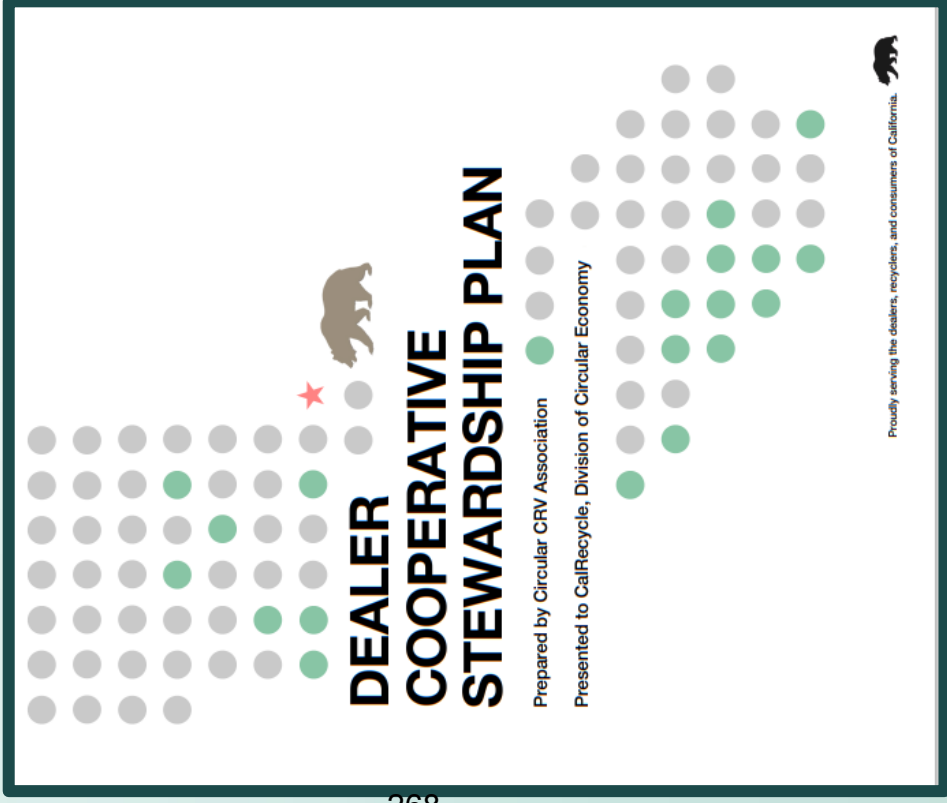 DEALER
COOPERATIVE
STEWARDSHIP PLAN
Prepared by Circular CRV Association
Presented to CalRecycle, Division of Circular Economy
Proudly serving the dealers, recyclers, and consumers of California.
268